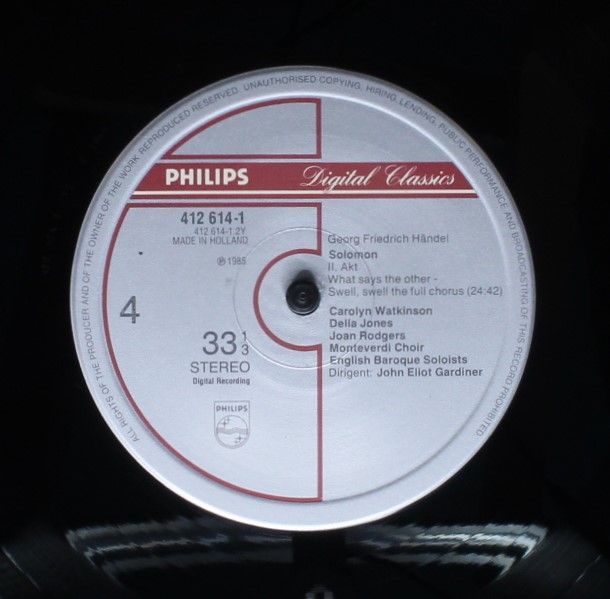 ALL RIGHTS OF THE PRODUCER AND OF THE OWNER OF THE WORK REPRODUCED RESERVED. UNAUTHORISED COPYING, HIRING, LENDING, PUBLIC PERFORMANCE AND BROADCASTING OF THIS RECORD PROHIBITED.
PHILIPS Digital Classics
412 614-1
412 614-1.2Y
MADE IN HOLLAND
℗1985
4
33 1/3
STEREO
Digital Recording
PHILIPS
Georg Friedrich Händel
Solomon
II. Akt
What says the other -
Swell, swell the full chorus (24:42)
Carolyn Watkinson
Della Jones
Joan Rodgers
Monteverdi Choir
English Baroque Soloists
Dirigent: John Eliot Gardiner